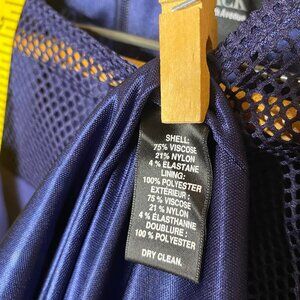 SHELL:
75% VISCOSE
21% NYLON
4% ELASTANE
LINING:
100% POLYESTER
EXTÉRIEUR :
75 % VISCOSE
21 % NYLON
4 % ÉLASTHANNE
DOUBLURE :
100 % POLYESTER
DRY CLEAN.